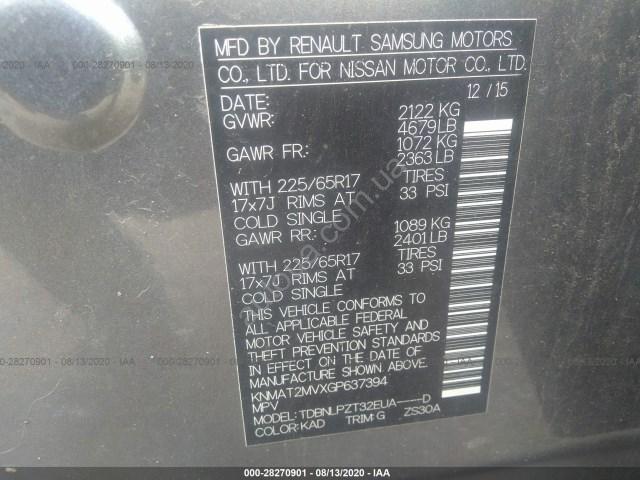 000-28270901 - 08/13/2020 - IAA
MFD BY RENAULT SAMSUNG MOTORS
CO., LTD. FOR NISSAN MOTOR CO., LTD.
DATE: 12 / 15
GVWR: 2122 KG
4679LB
GAWR FR: 1072 KG
2363 LB
WITH 225/65R17 TIRES
17x7J RIMS AT 33 PSI
COLD SINGLE
GAWR RR: 1089 KG
2401LB
WITH 225/65R17 TIRES
17x7J RIMS AT 33 PSI
COLD SINGLE
THIS VEHICLE CONFORMS TO
ALL APPLICABLE FEDERAL
MOTOR VEHICLE SAFETY AND
THEFT PREVENTION STANDARDS
IN EFFECT ON THE DATE OF
MANUFACTURE SHOWN ABOVE.
KNMAT2MVXGP637394
MPV
MODEL: TDBNLPZT32EUA-----D
COLOR:KAD TRIM:G ZS30A
000-28270901 - 08/13/2020 - IAA